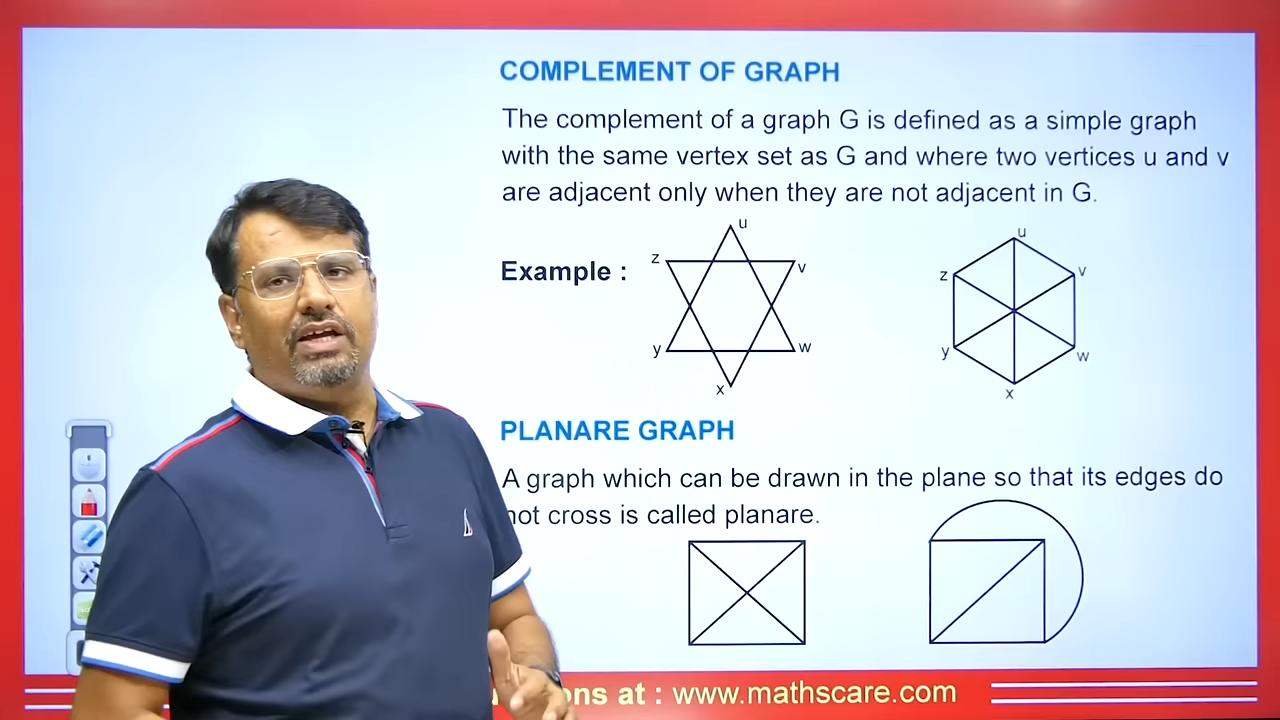 COMPLEMENT OF GRAPH
The complement of a graph G is defined as a simple graph
with the same vertex set as G and where two vertices u and v
are adjacent only when they are not adjacent in G.
Example :
u
z
v
y
w
x
u
z
v
y
w
x
PLANARE GRAPH
A graph which can be drawn in the plane so that its edges do
not cross is called planare.
ons at : www.mathscare.com